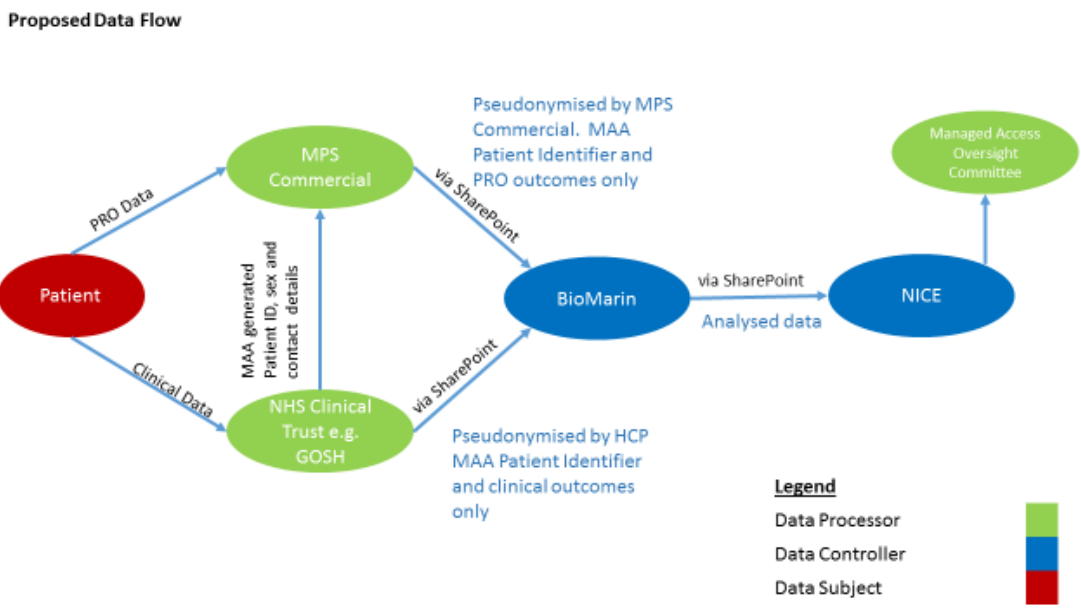 Proposed Data Flow
Pseudonymised by MPS
Commercial.  MAA
Patient Identifier and
PRO outcomes only
Managed Access
Oversight
Committee
MPS
Commercial
PRO Data
via SharePoint
MAA generated
Patient ID, sex and
contact details
Patient
BioMarin
via SharePoint
Analysed data
NICE
Clinical Data
via SharePoint
NHS Clinical
Trust e.g.
GOSH
Pseudonymised by HCP
MAA Patient Identifier
and clinical outcomes
only
Legend
Data Processor
Data Controller
Data Subject